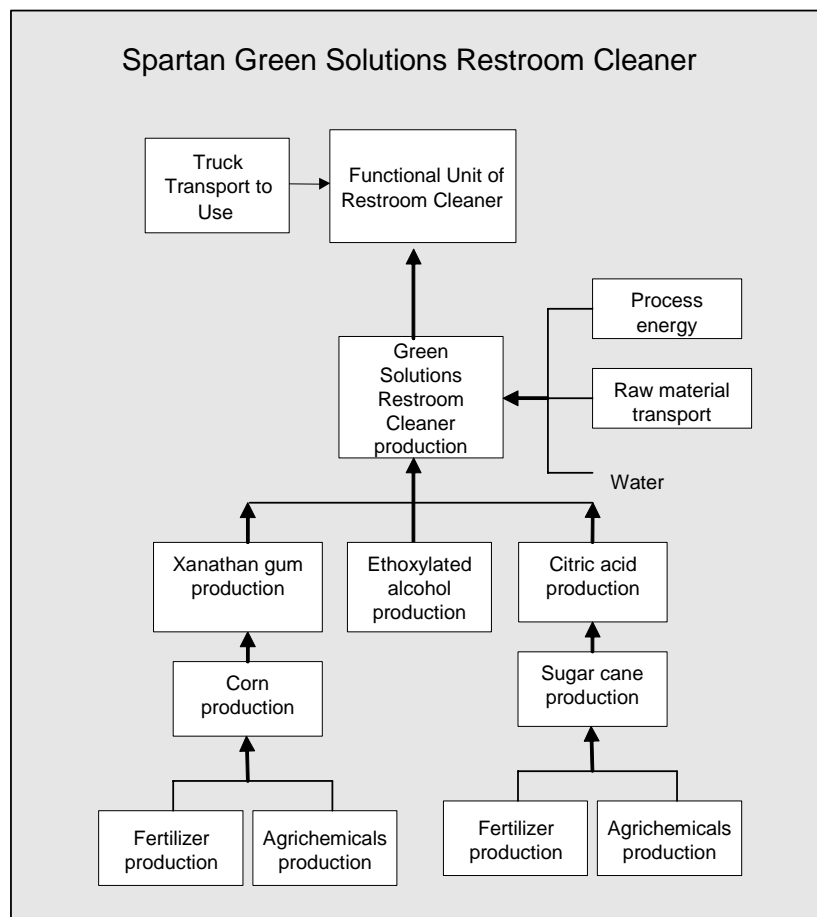 Spartan Green Solutions Restroom Cleaner
Truck
Transport to
Use
Functional Unit of
Restroom Cleaner
Process
energy
Green
Solutions
Restroom
Cleaner
production
Raw material
transport
Water
Xanathan gum
production
Ethoxylated
alcohol
production
Citric acid
production
Corn
production
Sugar cane
production
Fertilizer
production
Agrichemicals
production
Fertilizer
production
Agrichemicals
production